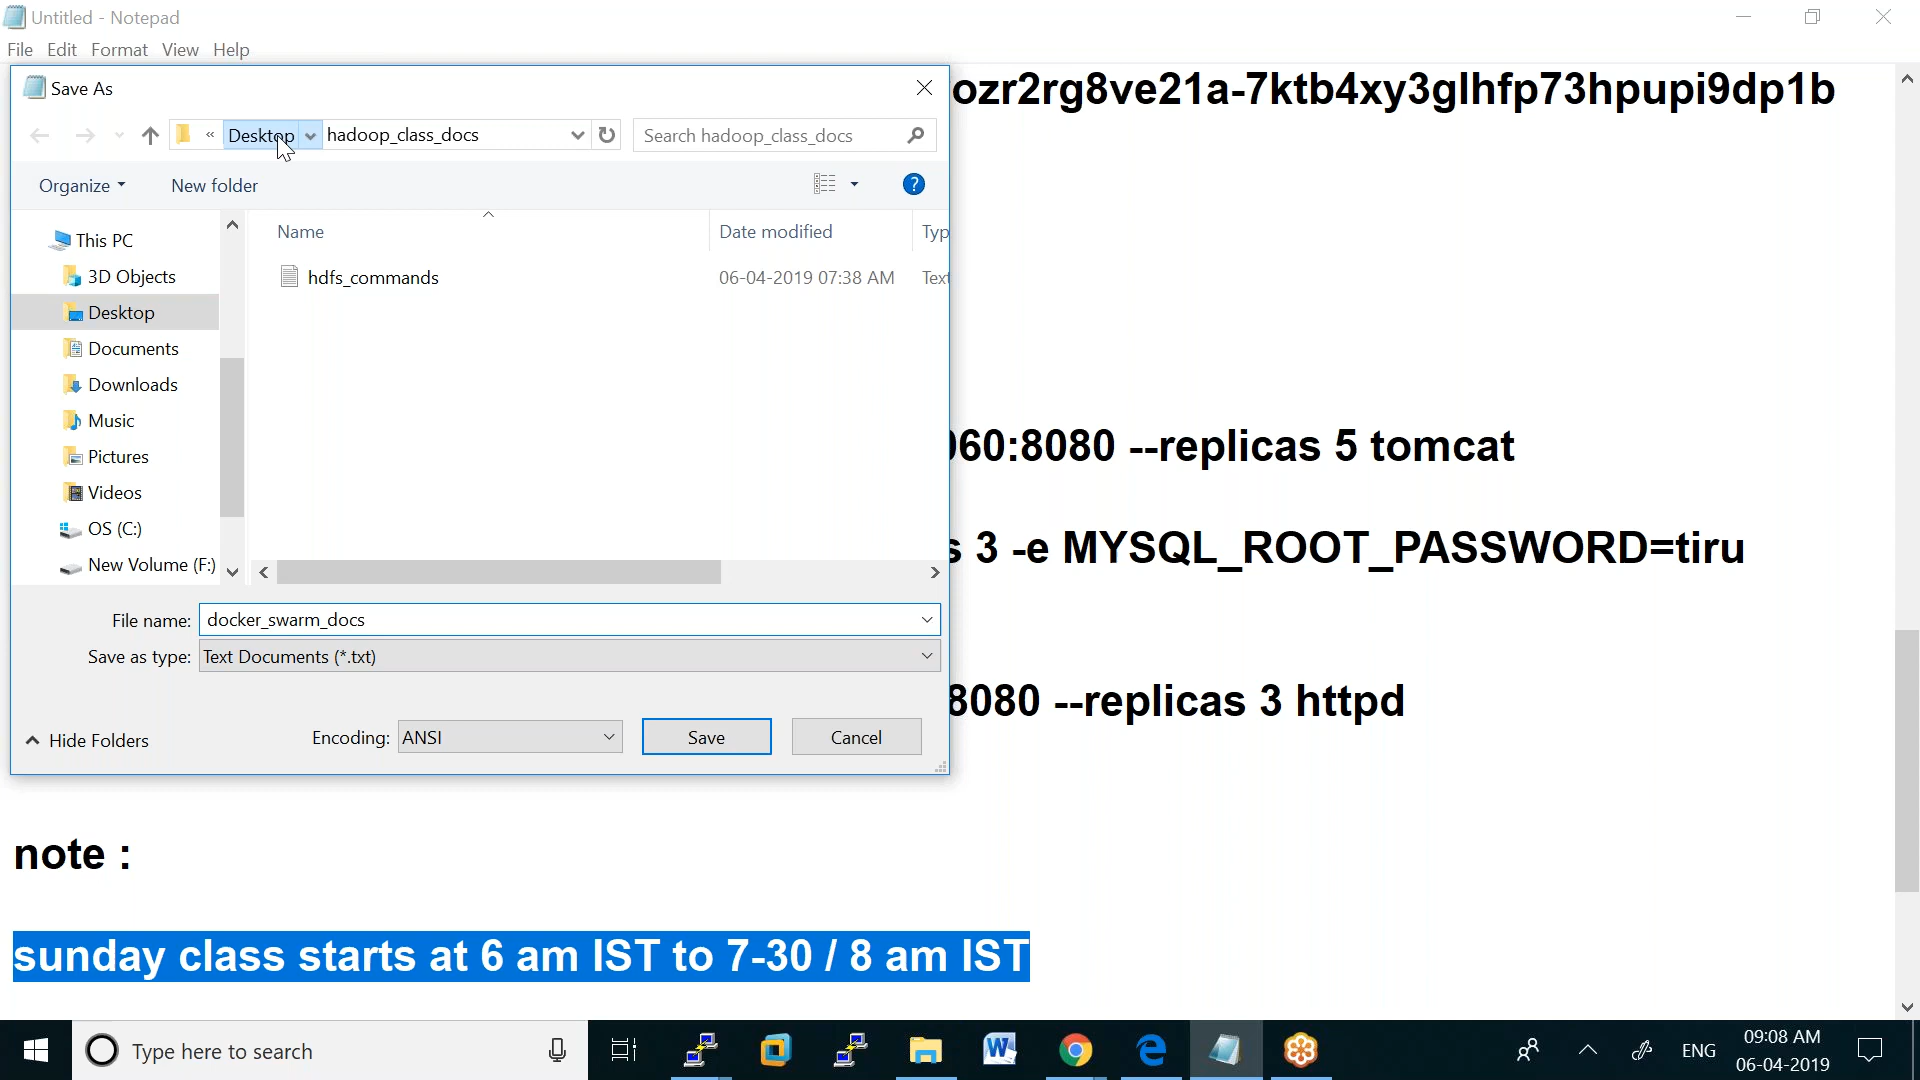 Untitled - Notepad
File Edit Format View Help
Save As
« Desktop hadoop_class_docs
Search hadoop_class_docs
Organize
New folder
?
This PC
3D Objects
Desktop
Documents
Downloads
Music
Pictures
Videos
OS (C:)
New Volume (F:)
Name Date modified Typ
hdfs_commands 06-04-2019 07:38 AM Text
File name: docker_swarm_docs
Save as type: Text Documents (*.txt)
Hide Folders
Encoding: ANSI
Save
Cancel
ozr2rg8ve21a-7ktb4xy3glhfp73hpupi9dp1b
060:8080 --replicas 5 tomcat
s 3 -e MYSQL_ROOT_PASSWORD=tiru
8080 --replicas 3 httpd
note :
sunday class starts at 6 am IST to 7-30 / 8 am IST
Type here to search
ENG
09:08 AM
06-04-2019